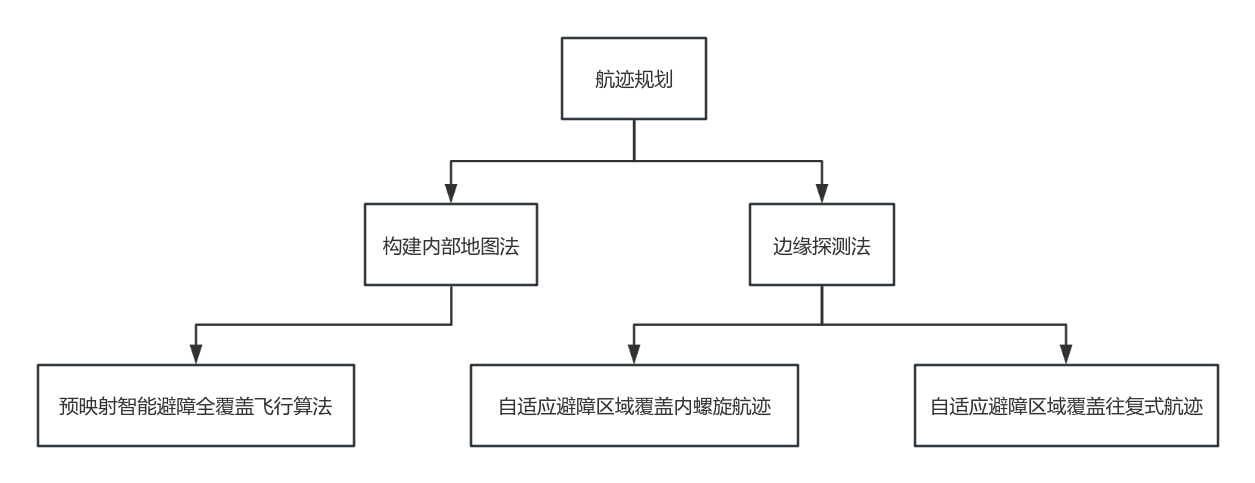 航迹规划
构建内部地图法
边缘探测法
预映射智能避障全覆盖飞行算法
自适应避障区域覆盖内螺旋航迹
自适应避障区域覆盖往复式航迹